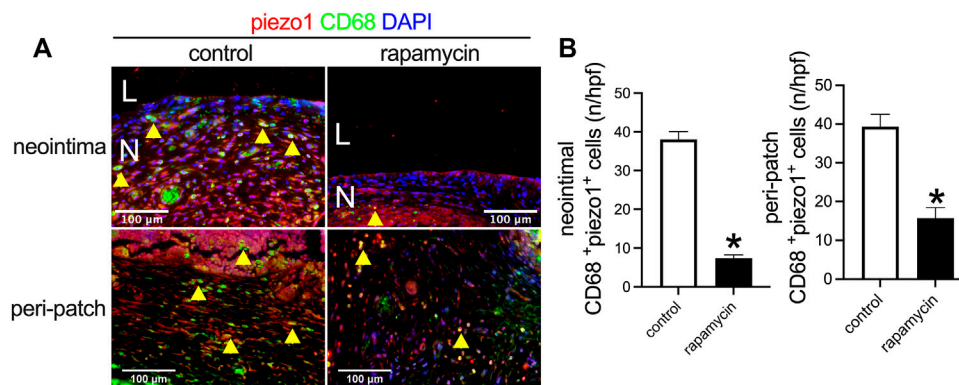 piezo1 CD68 DAPI
A
control
rapamycin
neointima
L
N
100 μm
L
N
100 μm
peri-patch
100 μm
100 μm
B
neointimal
CD68 +piezo1+ cells (n/hpf)
50
40
30
20
10
0
*
control
rapamycin
peri-patch
CD68 +piezo1+ cells (n/hpf)
50
40
30
20
10
0
*
control
rapamycin